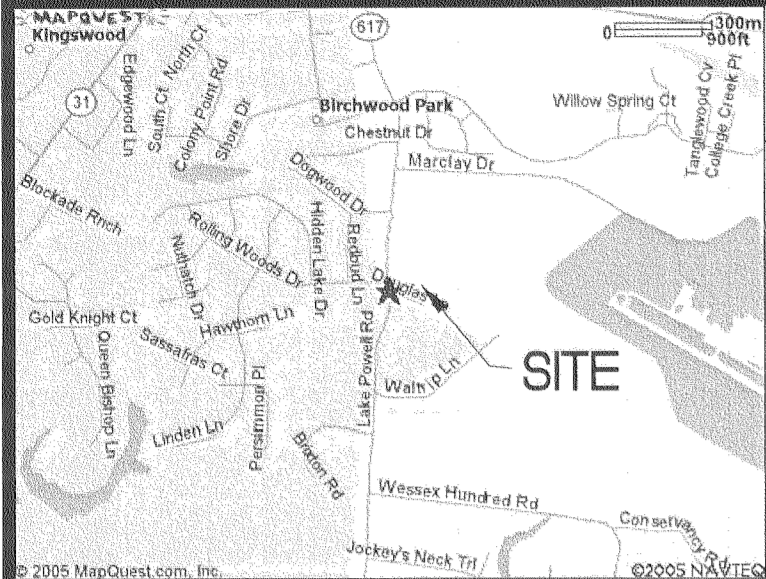 MAPQUEST
Kingswood
617
0 300m
900ft
Edgewood Ln
South Ct
North Ct
Colony Point Rd
Shore Dr
31
Birchwood Park
Chestnut Dr
Willow Spring Ct
Tanglewood Cv
College Creek Pl
Marclay Dr
Dogwood Dr
Blockade Rnch
Rolling Woods Dr
Nuthatch Dr
Hidden Lake Dr
Redbud Ln
Douglas
Gold Knight Ct
Hawthorn Ln
Sassafras Ct
Queen Bishop Ln
Lake Powell Rd
SITE
Waltrip Ln
Persimmon Pl
Linden Ln
Braxton Rd
Wessex Hundred Rd
Conservancy Rd
Jockey's Neck Trl
© 2005 MapQuest.com, Inc.
©2005 NAVTEQ